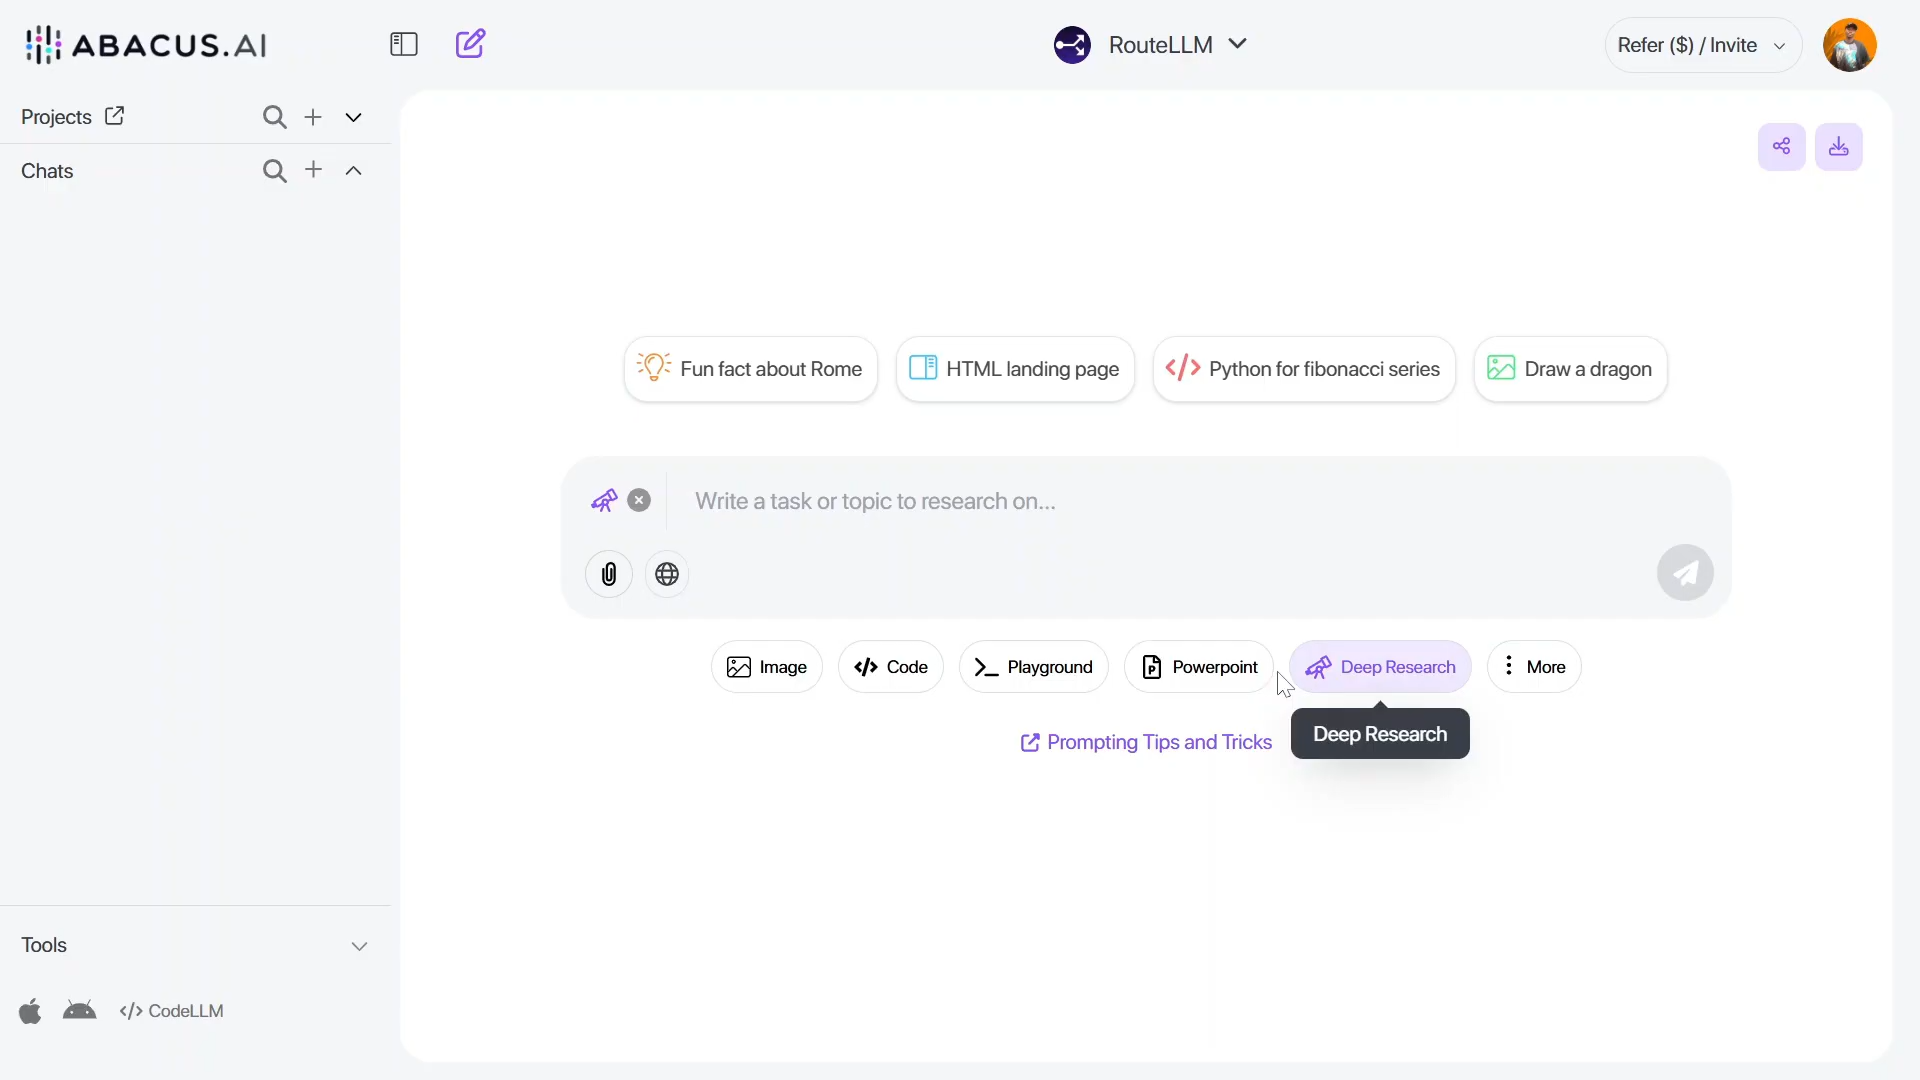 ABACUS.AI
RouteLLM
Refer ($) / Invite
Projects
Chats
Fun fact about Rome
HTML landing page
Python for fibonacci series
Draw a dragon
Write a task or topic to research on...
Image
Code
Playground
Powerpoint
Deep Research
More
Prompting Tips and Tricks
Deep Research
Tools
CodeLLM